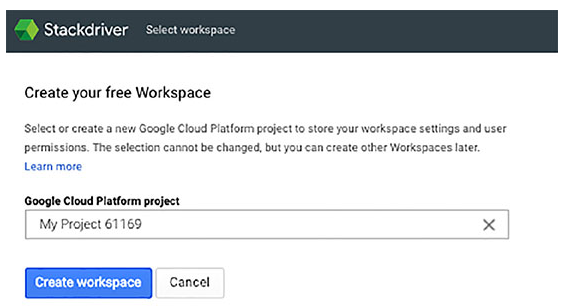 Stackdriver Select workspace
Create your free Workspace
Select or create a new Google Cloud Platform project to store your workspace settings and user
permissions. The selection cannot be changed, but you can create other Workspaces later.
Learn more
Google Cloud Platform project
My Project 61169
Create workspace Cancel